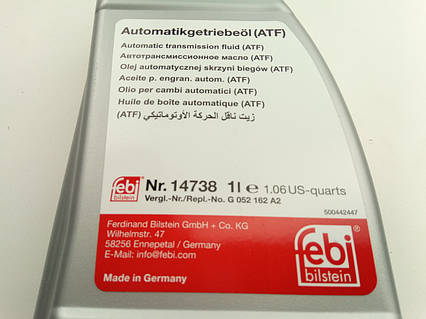 Automatikgetriebeöl (ATF)
Automatic transmission fluid (ATF)
Автотрансмиссионное масло (ATF)
Olej automatycznej skrzyni biegów (ATF)
Aceite p. engran. autom. (ATF)
Olio per cambi automatici (ATF)
Huile de boîte automatique (ATF)
زيت ناقل الحركة الأوتوماتيكي (ATF)
febi
bilstein
Nr. 14738 1l e 1.06 US-quarts
Vergl.-Nr./Repl.-No. G 052 162 A2
500442447
Ferdinand Bilstein GmbH + Co. KG
Wilhelmstr. 47
58256 Ennepetal / Germany
E-Mail: info@febi.com
Made in Germany
febi
bilstein